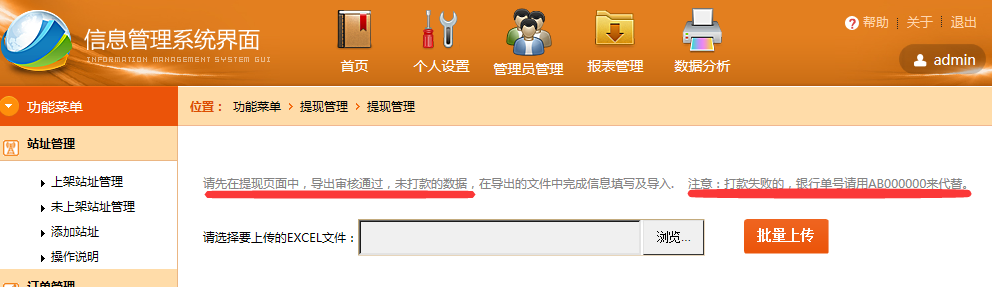 信息管理系统界面
INFORMATION MANAGEMENT SYSTEM GUI
首页
个人设置
管理员管理
报表管理
数据分析
帮助
关于
退出
admin
功能菜单
位置： 功能菜单 > 提现管理 > 提现管理
站址管理
上架站址管理
未上架站址管理
添加站址
操作说明
订单管理
请先在提现页面中，导出审核通过，未打款的数据，在导出的文件中完成信息填写及导入. 注意：打款失败的，银行单号请用AB000000来代替。
请选择要上传的EXCEL文件：
浏览...
批量上传